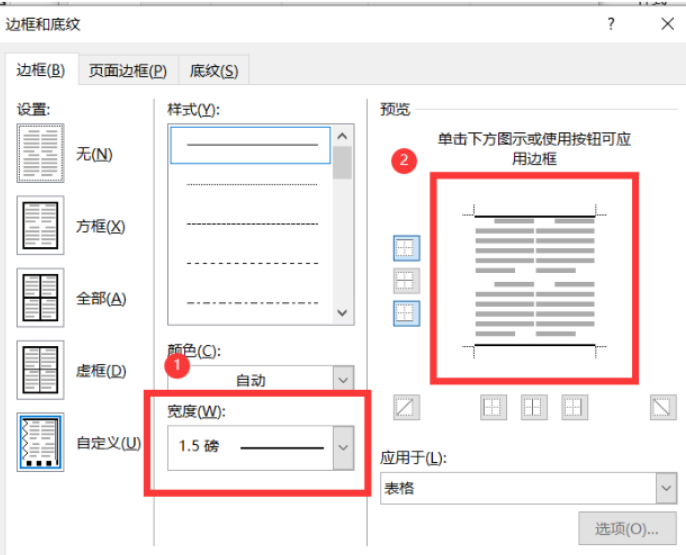 边框和底纹
? ×
边框(B) 页面边框(P) 底纹(S)
设置:
无(N)
方框(X)
全部(A)
虚框(D)
自定义(U)
样式(Y):
颜色(C):
1
自动
宽度(W):
1.5 磅
预览
单击下方图示或使用按钮可应
用边框
2
应用于(L):
表格
选项(O)...